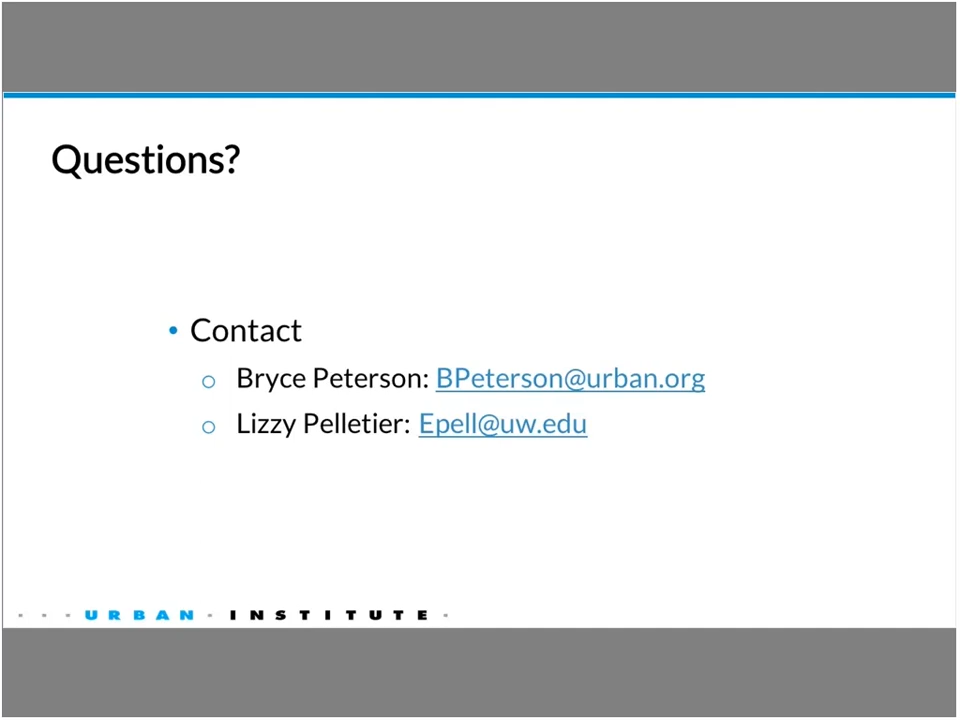 Questions?
• Contact
o Bryce Peterson: BPeterson@urban.org
o Lizzy Pelletier: Epell@uw.edu
- - - URBAN - INSTITUTE -